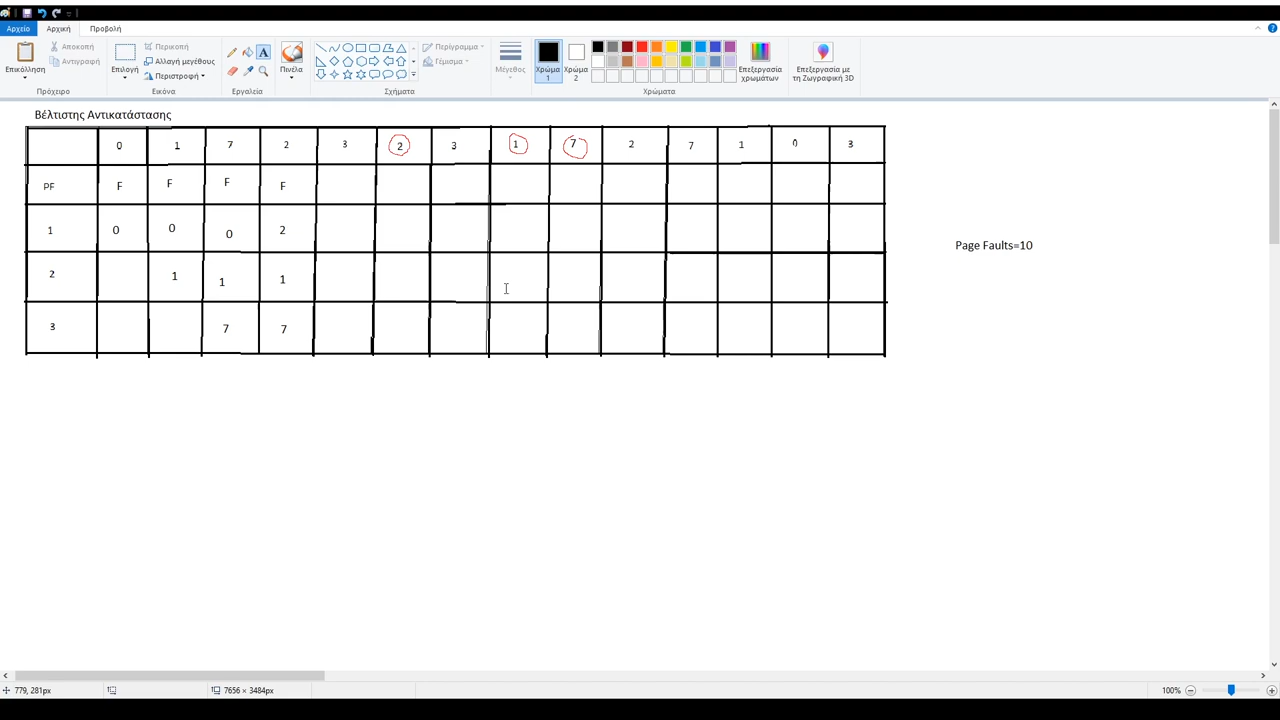 Αρχείο Αρχική Προβολή
Επικόλληση
Αποκοπή
Αντιγραφή
Πρόχειρο
Επιλογή
Περικοπή
Αλλαγή μεγέθους
Περιστροφή
Εικόνα
A
Εργαλεία
Πινέλα
Περίγραμμα
Γέμισμα
Σχήματα
Μέγεθος
Χρώμα 1
Χρώμα 2
Επεξεργασία χρωμάτων
Χρώματα
Επεξεργασία με τη Ζωγραφική 3D
Βέλτιστης Αντικατάστασης
0 1 7 2 3 2 3 1 7 2 7 1 0 3
PF F F F F
1 0 0 0 2
2 1 1 1
3 7 7
Page Faults=10
779, 281px
7656 × 3484px
100%